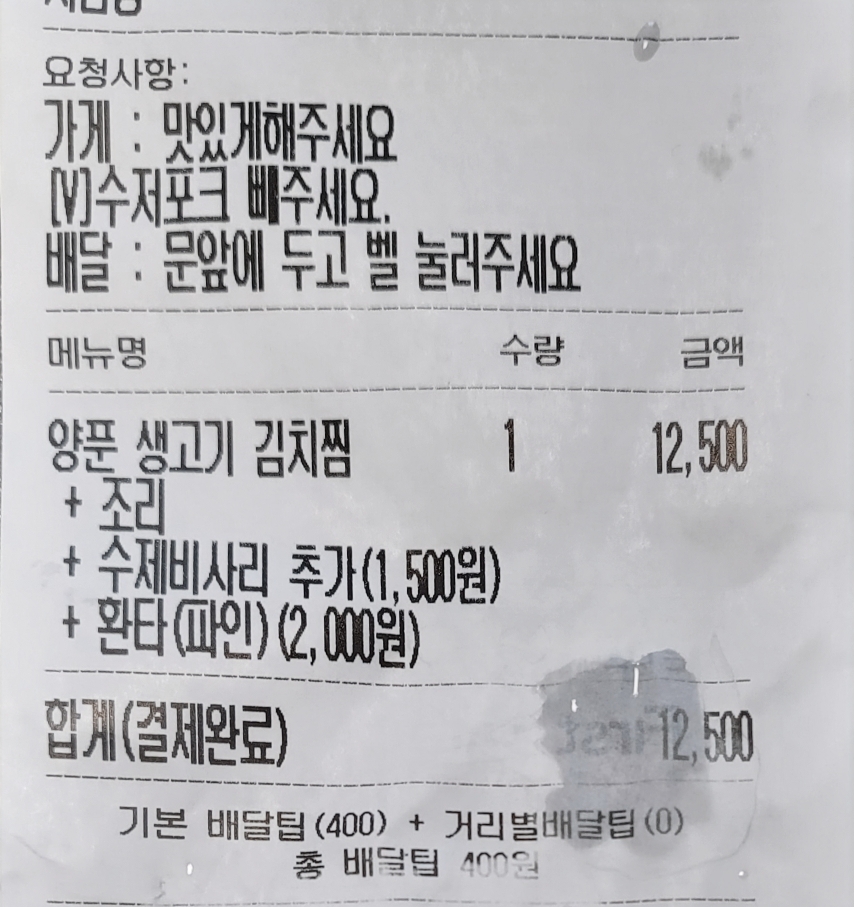 요청사항:
가게 : 맛있게해주세요
[V]수저포크 빼주세요.
배달 : 문앞에 두고 벨 눌러주세요
메뉴명 수량 금액
양푼 생고기 김치찜 1 12,500
+ 조리
+ 수제비사리 추가(1,500원)
+ 환타(파인)(2,000원)
합계(결제완료) 12,500
기본 배달팁(400) + 거리별배달팁(0)
총 배달팁 400원